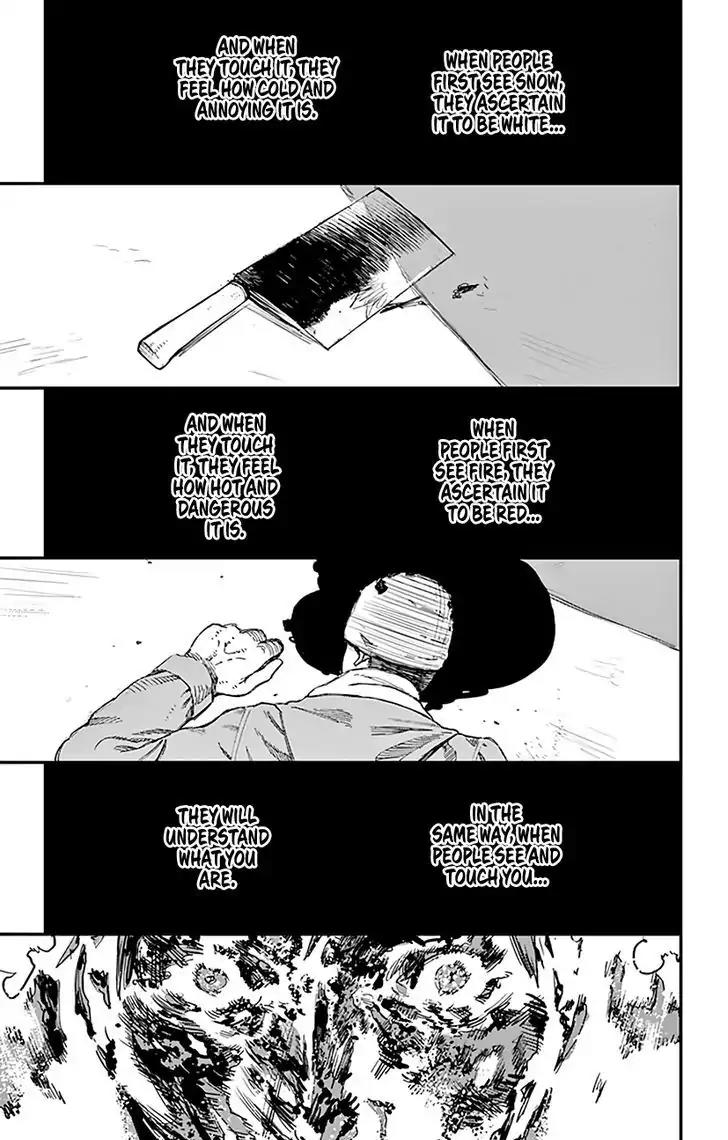 WHEN PEOPLE
FIRST SEE SNOW,
THEY ASCERTAIN
IT TO BE WHITE...
AND WHEN
THEY TOUCH IT, THEY
FEEL HOW COLD AND
ANNOYING IT IS.
WHEN
PEOPLE FIRST
SEE FIRE, THEY
ASCERTAIN IT
TO BE RED...
AND WHEN
THEY TOUCH
IT, THEY FEEL
HOW HOT AND
DANGEROUS
IT IS.
IN THE
SAME WAY, WHEN
PEOPLE SEE AND
TOUCH YOU...
THEY WILL
UNDERSTAND
WHAT YOU
ARE.